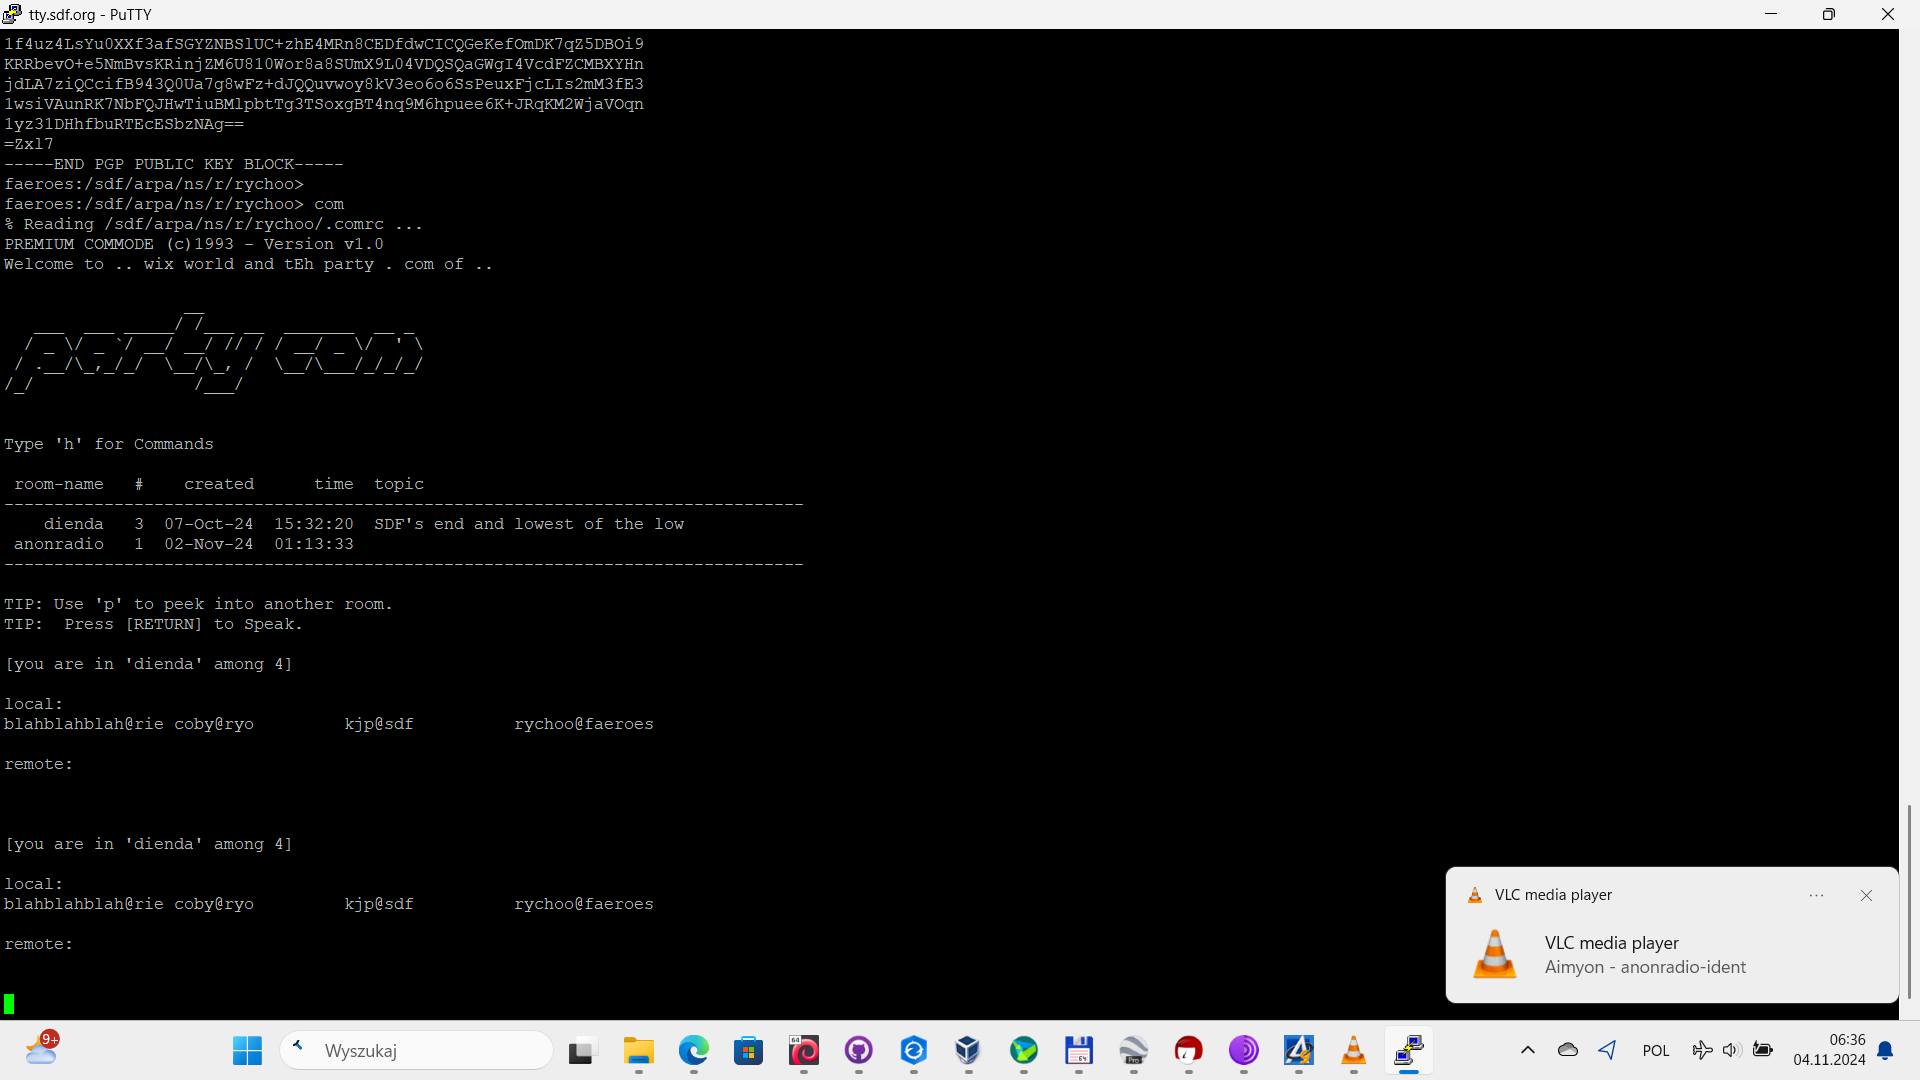 tty.sdf.org - PuTTY
1f4uz4LsYu0XXf3afSGYZNBSlUC+zhE4MRn8CEDfdwCICQGeKefOmDK7qZ5DBOi9
KRRbevO+e5NmBvsKRinjZM6U810Wor8a8SUmX9L04VDQSQaGWgI4VcdFZCMBXYHn
jdLA7ziQCcifB943Q0Ua7g8wFz+dJQQuvwoy8kV3eo6o6SsPeuxFjcLIs2mM3fE3
1wsiVAunRK7NbFQJHwTiuBMlpbtTg3TSoxgBT4nq9M6hpuee6K+JRqKM2WjaVOqn
1yz31DHhfbuRTEcESbzNAg==
=Zxl7
-----END PGP PUBLIC KEY BLOCK-----
faeroes:/sdf/arpa/ns/r/rychoo>
faeroes:/sdf/arpa/ns/r/rychoo> com
% Reading /sdf/arpa/ns/r/rychoo/.comrc ...
PREMIUM COMMODE (c)1993 - Version v1.0
Welcome to .. wix world and tEh party . com of ..
party com
Type 'h' for Commands
room-name # created time topic
--------------------------------------------------------------------------------
dienda 3 07-Oct-24 15:32:20 SDF's end and lowest of the low
anonradio 1 02-Nov-24 01:13:33
--------------------------------------------------------------------------------
TIP: Use 'p' to peek into another room.
TIP: Press [RETURN] to Speak.
[you are in 'dienda' among 4]
local:
blahblahblah@rie coby@ryo kjp@sdf rychoo@faeroes
remote:
[you are in 'dienda' among 4]
local:
blahblahblah@rie coby@ryo kjp@sdf rychoo@faeroes
remote:
VLC media player
VLC media player
Aimyon - anonradio-ident
9+
Wyszukaj
64
64
Pro
POL
06:36
04.11.2024